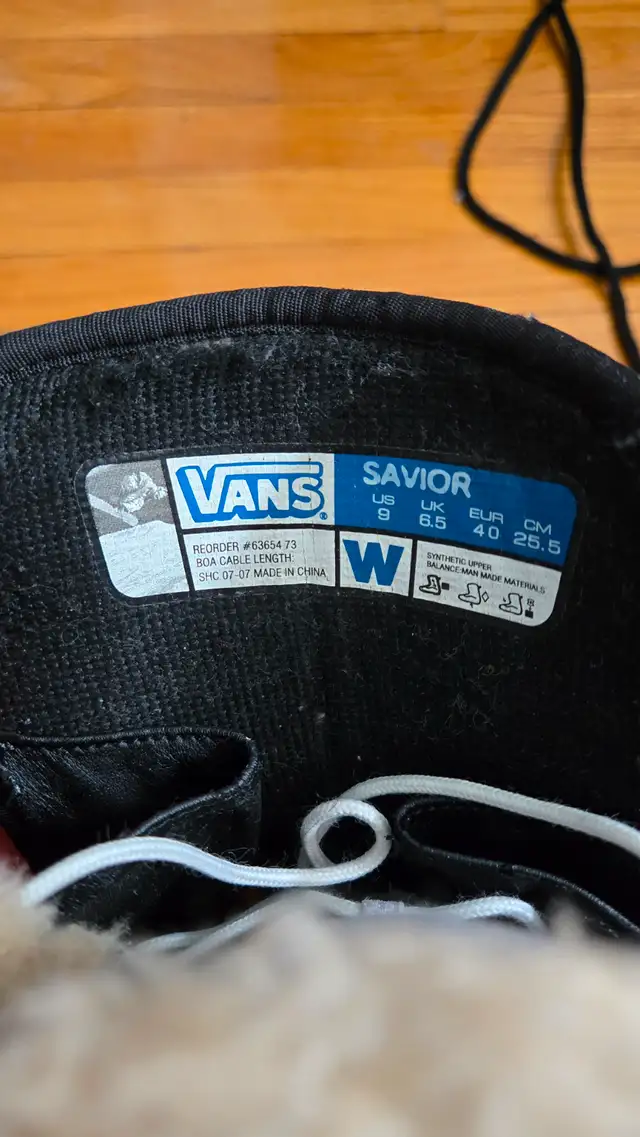 VANS®
SAVIOR
US UK EUR CM
9 6.5 40 25.5
REORDER #63654 73
BOA CABLE LENGTH:
SHC 07-07 MADE IN CHINA
W
SYNTHETIC UPPER
BALANCE-MAN MADE MATERIALS